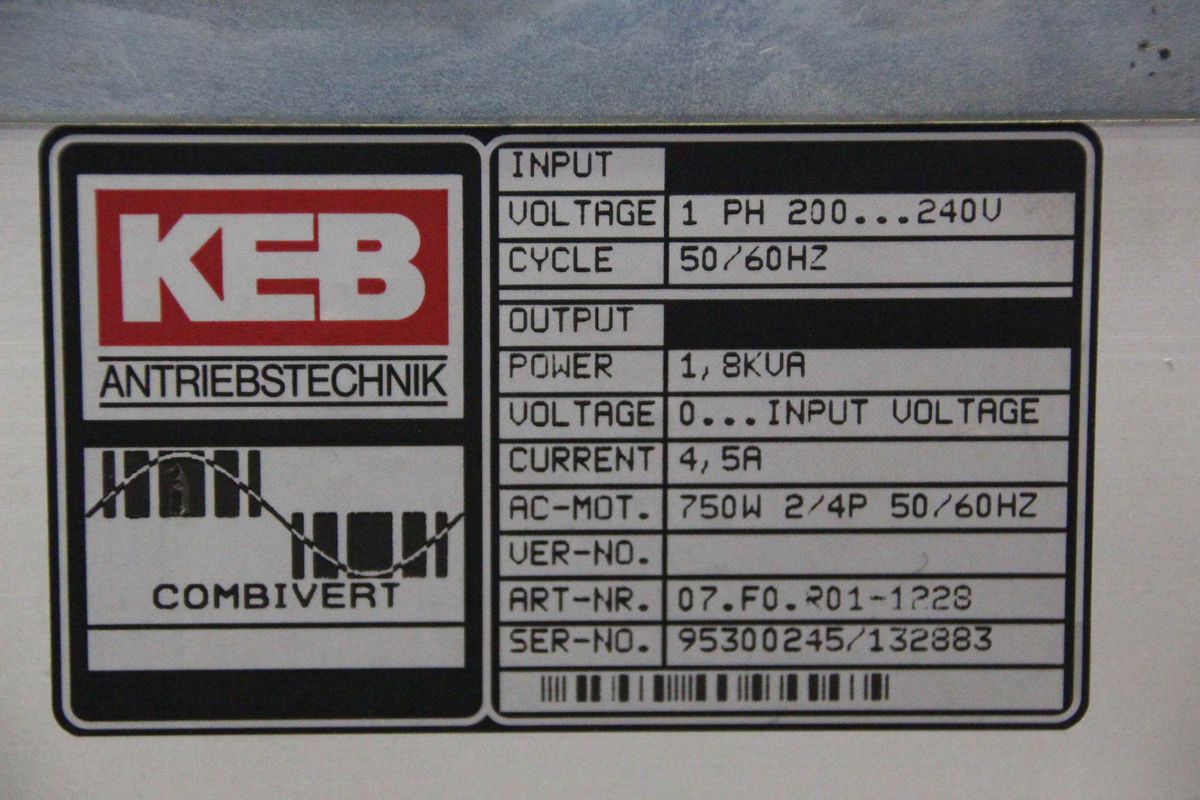 KEB
ANTRIEBSTECHNIK
COMBIVERT
INPUT
VOLTAGE 1 PH 200...240V
CYCLE 50/60HZ
OUTPUT
POWER 1,8KVA
VOLTAGE 0...INPUT VOLTAGE
CURRENT 4,5A
AC-MOT. 750W 2/4P 50/60HZ
VER-NO.
ART-NR. 07.F0.R01-1228
SER-NO. 95300245/132883